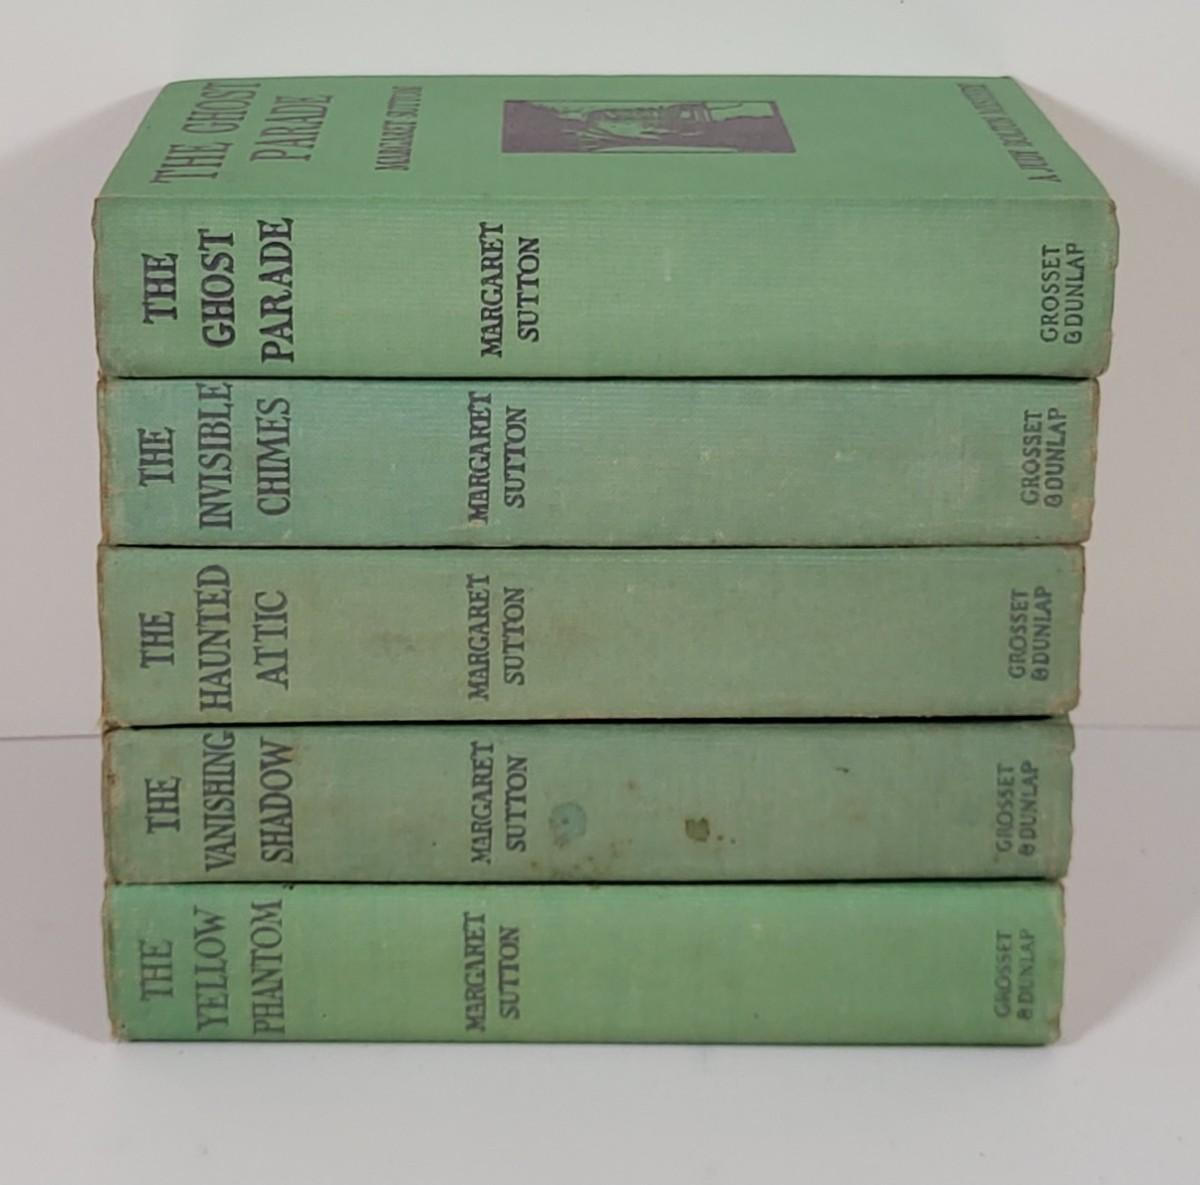 THE GHOST
PARADE
MARGARET SUTTON
A JUDY BOLTON MYSTERY
THE
GHOST
PARADE
MARGARET
SUTTON
GROSSET
& DUNLAP
THE
INVISIBLE
CHIMES
MARGARET
SUTTON
GROSSET
& DUNLAP
THE
HAUNTED
ATTIC
MARGARET
SUTTON
GROSSET
& DUNLAP
THE
VANISHING
SHADOW
MARGARET
SUTTON
GROSSET
& DUNLAP
THE
YELLOW
PHANTOM
MARGARET
SUTTON
GROSSET
& DUNLAP